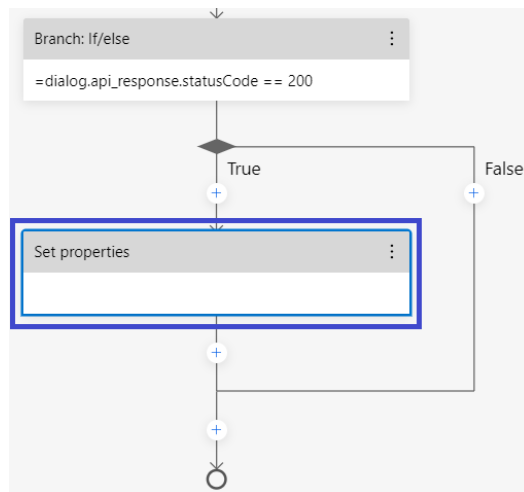 Branch: If/else
=dialog.api_response.statusCode == 200
True
False
Set properties